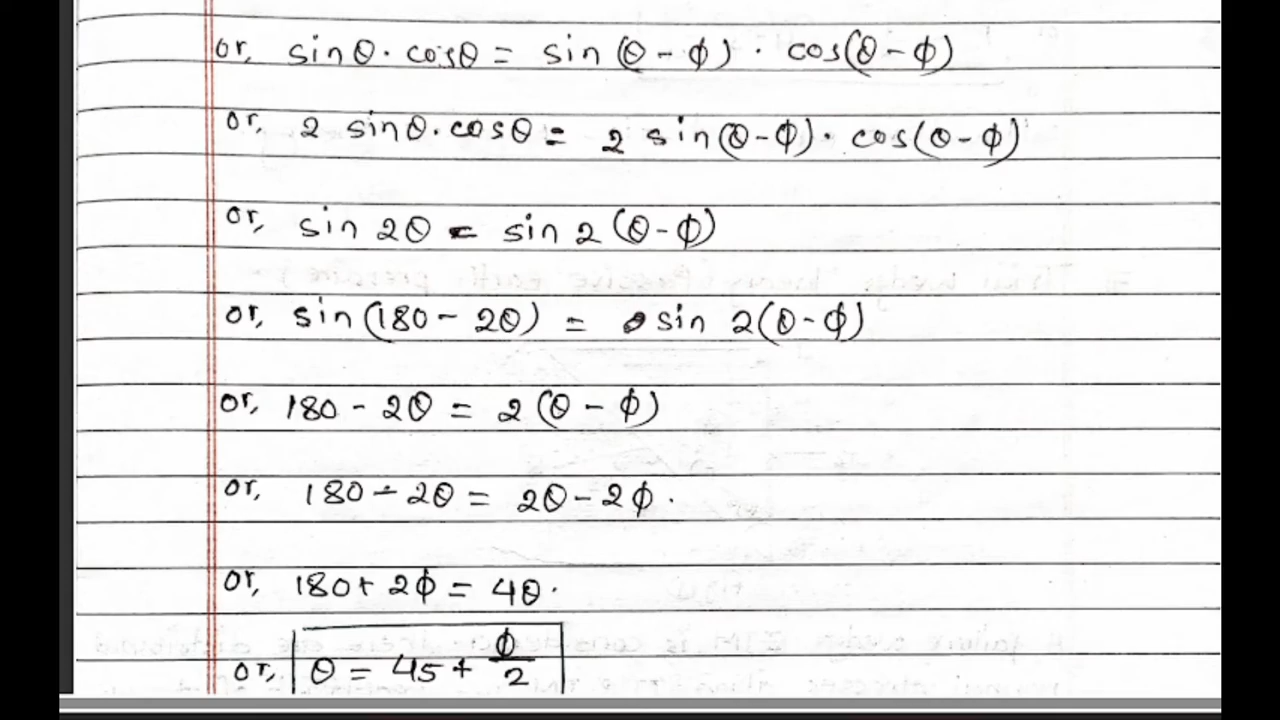 or, sinθ. cosθ = sin (θ - ϕ) . cos(θ - ϕ)
or, 2 sinθ. cosθ = 2 sin(θ-ϕ). cos(θ-ϕ)
or, sin 2θ = sin 2 (θ-ϕ)
or, sin(180- 2θ) = sin 2(θ-ϕ)
or, 180 - 2θ = 2 (θ - ϕ)
or, 180 - 2θ = 2θ - 2ϕ.
or, 180+ 2ϕ = 4θ.
or, θ = 45 + ϕ/2